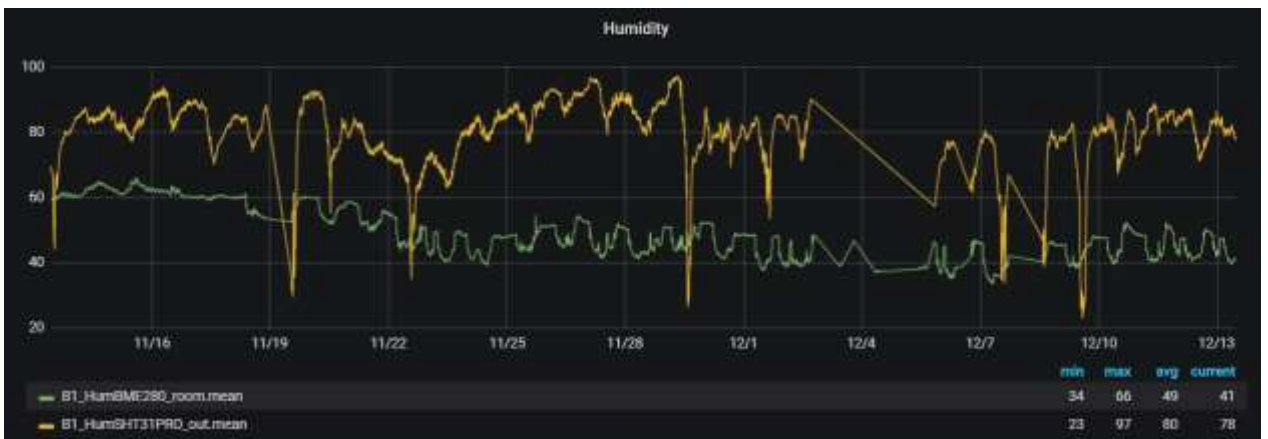 Humidity
100
80
60
40
20
11/16 11/19 11/22 11/25 11/28 12/1 12/4 12/7 12/10 12/13
min max avg current
B1_HumBME280_room.mean 34 66 49 41
B1_HumSHT31PRO_out.mean 23 97 80 78